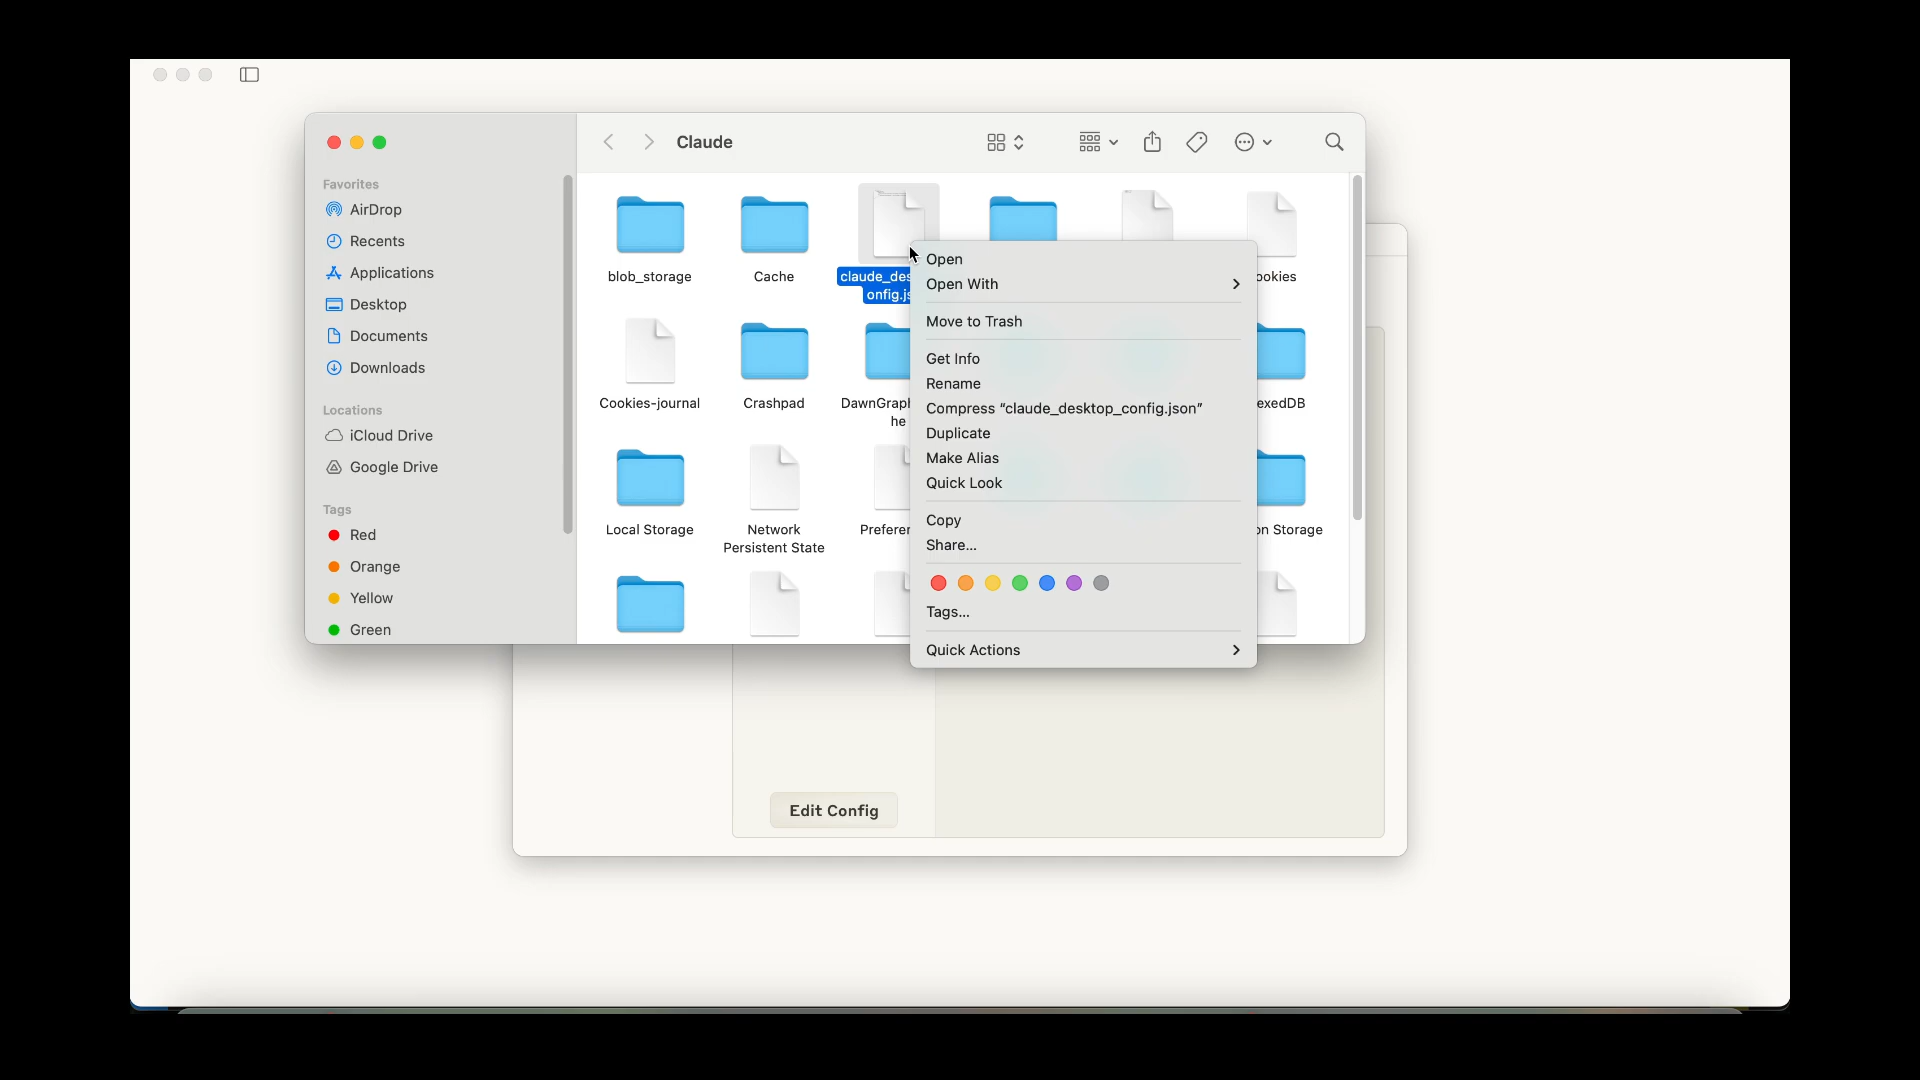 Claude
Favorites
AirDrop
Recents
Applications
Desktop
Documents
Downloads
Locations
iCloud Drive
Google Drive
Tags
Red
Orange
Yellow
Green
blob_storage
Cache
claude_des
onfig.js
ookies
Cookies-journal
Crashpad
DawnGraph
he
exedDB
Local Storage
Network
Persistent State
Preferen
on Storage
Open
Open With
Move to Trash
Get Info
Rename
Compress “claude_desktop_config.json”
Duplicate
Make Alias
Quick Look
Copy
Share...
Tags...
Quick Actions
Edit Config